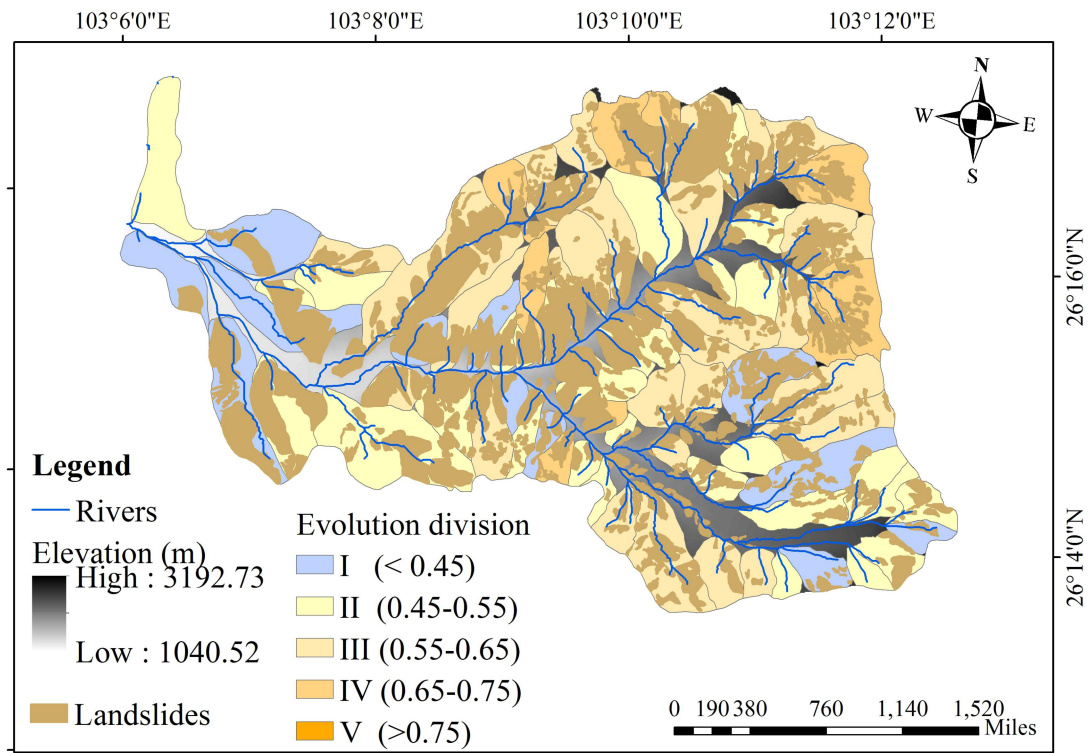 103°6'0"E 103°8'0"E 103°10'0"E 103°12'0"E
N
W E
S
26°16'0"N
26°14'0"N
Legend
Rivers
Elevation (m)
High : 3192.73
Low : 1040.52
Landslides
Evolution division
I (< 0.45)
II (0.45-0.55)
III (0.55-0.65)
IV (0.65-0.75)
V (>0.75)
0 190 380 760 1,140 1,520
Miles